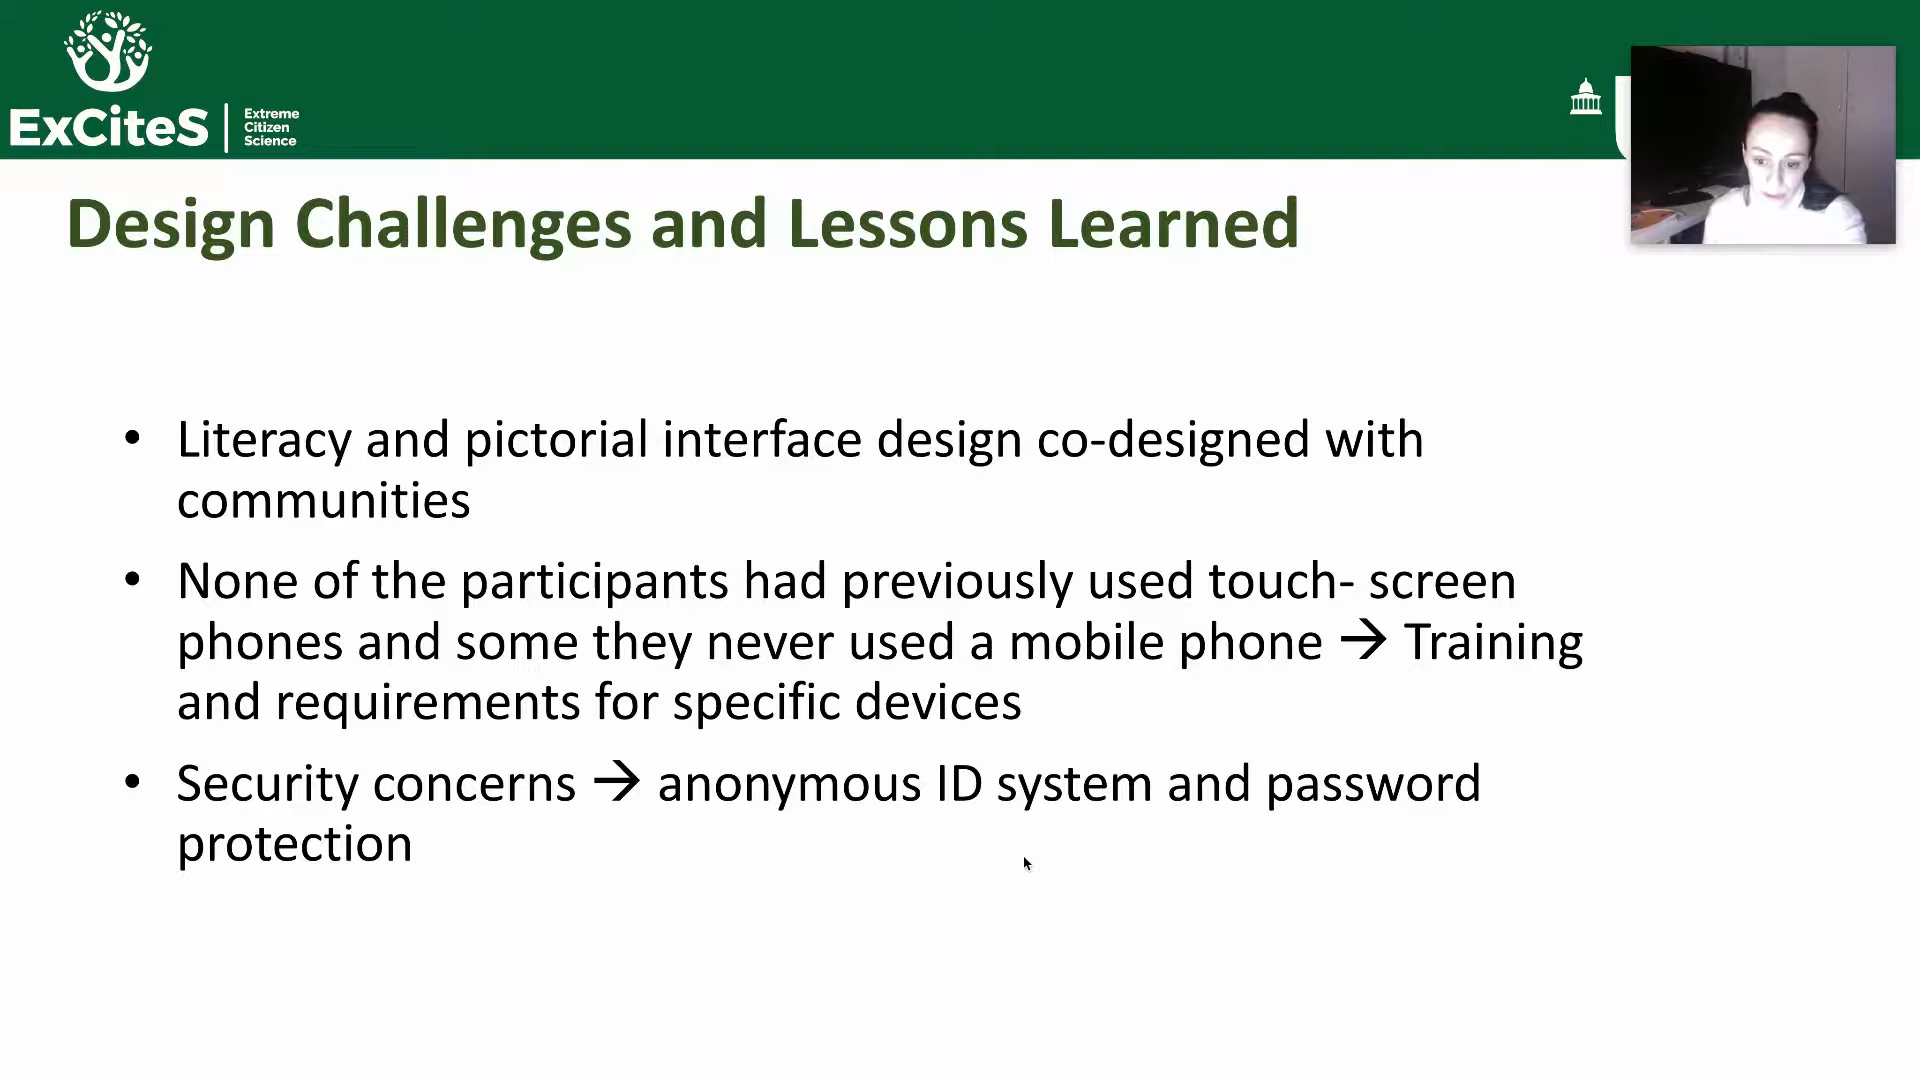 ExCiteS
Extreme
Citizen
Science
Design Challenges and Lessons Learned
• Literacy and pictorial interface design co-designed with
communities
• None of the participants had previously used touch- screen
phones and some they never used a mobile phone → Training
and requirements for specific devices
• Security concerns → anonymous ID system and password
protection